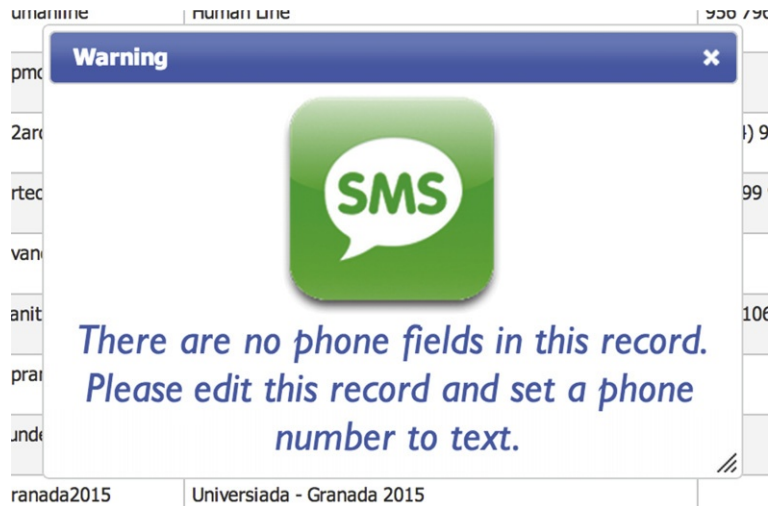 Human Line
Warning
SMS
There are no phone fields in this record.
Please edit this record and set a phone
number to text.
ranada2015 Universiada - Granada 2015